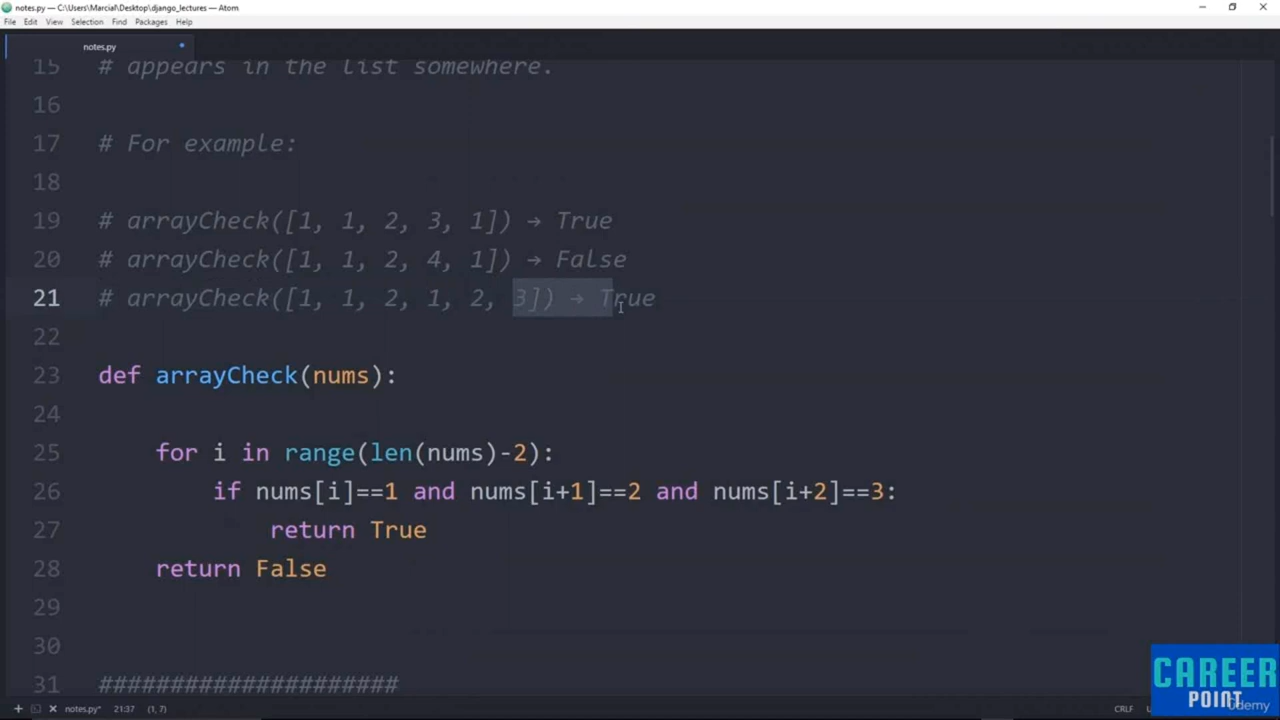 notes.py — C:\Users\Marcial\Desktop\django_lectures — Atom
File Edit View Selection Find Packages Help
notes.py
15 # appears in the list somewhere.
16
17 # For example:
18
19 # arrayCheck([1, 1, 2, 3, 1]) → True
20 # arrayCheck([1, 1, 2, 4, 1]) → False
21 # arrayCheck([1, 1, 2, 1, 2, 3]) → True
22
23 def arrayCheck(nums):
24
25 for i in range(len(nums)-2):
26 if nums[i]==1 and nums[i+1]==2 and nums[i+2]==3:
27 return True
28 return False
29
30
31 #####################
CAREER
POINT
Udemy
notes.py* 21:37 (1, 7) CRLF